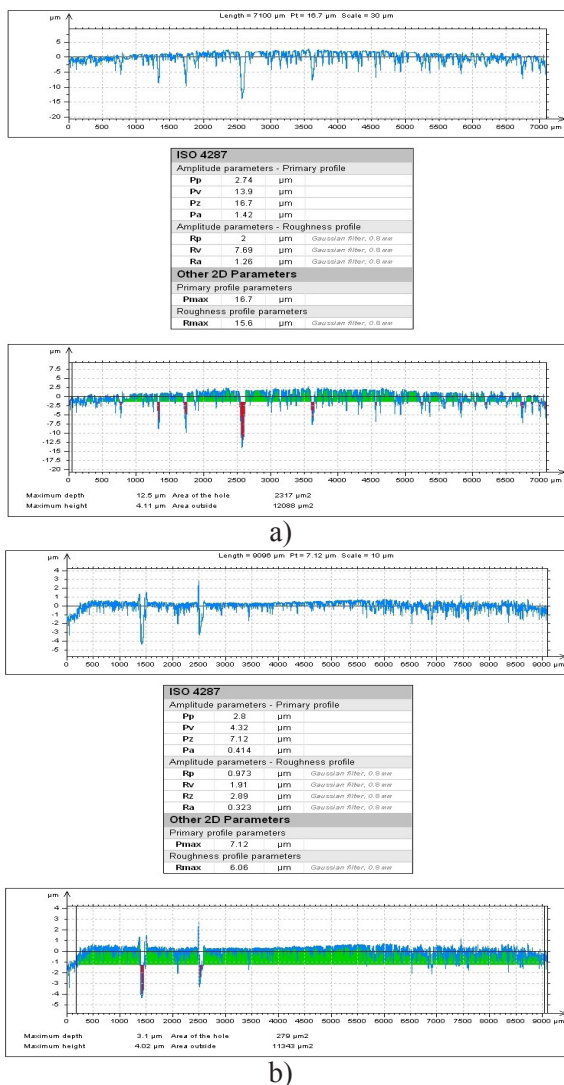 Length = 7100 µm Pt = 16.7 µm Scale = 30 µm
µm
5
0
-5
-10
-15
-20
0 500 1000 1500 2000 2500 3000 3500 4000 4500 5000 5500 6000 6500 7000 µm
ISO 4287
Amplitude parameters - Primary profile
Pp 2.74 µm
Pv 13.9 µm
Pz 16.7 µm
Pa 1.42 µm
Amplitude parameters - Roughness profile
Rp 2 µm Gaussian filter, 0.8 мм
Rv 7.69 µm Gaussian filter, 0.8 мм
Ra 1.26 µm Gaussian filter, 0.8 мм
Other 2D Parameters
Primary profile parameters
Pmax 16.7 µm
Roughness profile parameters
Rmax 15.6 µm Gaussian filter, 0.8 мм
µm
7.5
5
2.5
0
-2.5
-5
-7.5
-10
-12.5
-15
-17.5
-20
0 500 1000 1500 2000 2500 3000 3500 4000 4500 5000 5500 6000 6500 7000 µm
Maximum depth 12.5 µm Area of the hole 2317 µm2
Maximum height 4.11 µm Area outside 12088 µm2
a)
Length = 9096 µm Pt = 7.12 µm Scale = 10 µm
µm
4
3
2
1
0
-1
-2
-3
-4
-5
0 500 1000 1500 2000 2500 3000 3500 4000 4500 5000 5500 6000 6500 7000 7500 8000 8500 9000 µm
ISO 4287
Amplitude parameters - Primary profile
Pp 2.8 µm
Pv 4.32 µm
Pz 7.12 µm
Pa 0.414 µm
Amplitude parameters - Roughness profile
Rp 0.973 µm Gaussian filter, 0.8 мм
Rv 1.91 µm Gaussian filter, 0.8 мм
Rz 2.89 µm Gaussian filter, 0.8 мм
Ra 0.323 µm Gaussian filter, 0.8 мм
Other 2D Parameters
Primary profile parameters
Pmax 7.12 µm
Roughness profile parameters
Rmax 6.06 µm Gaussian filter, 0.8 мм
µm
4
3
2
1
0
-1
-2
-3
-4
-5
0 500 1000 1500 2000 2500 3000 3500 4000 4500 5000 5500 6000 6500 7000 7500 8000 8500 9000 µm
Maximum depth 3.1 µm Area of the hole 279 µm2
Maximum height 4.02 µm Area outside 11343 µm2
b)